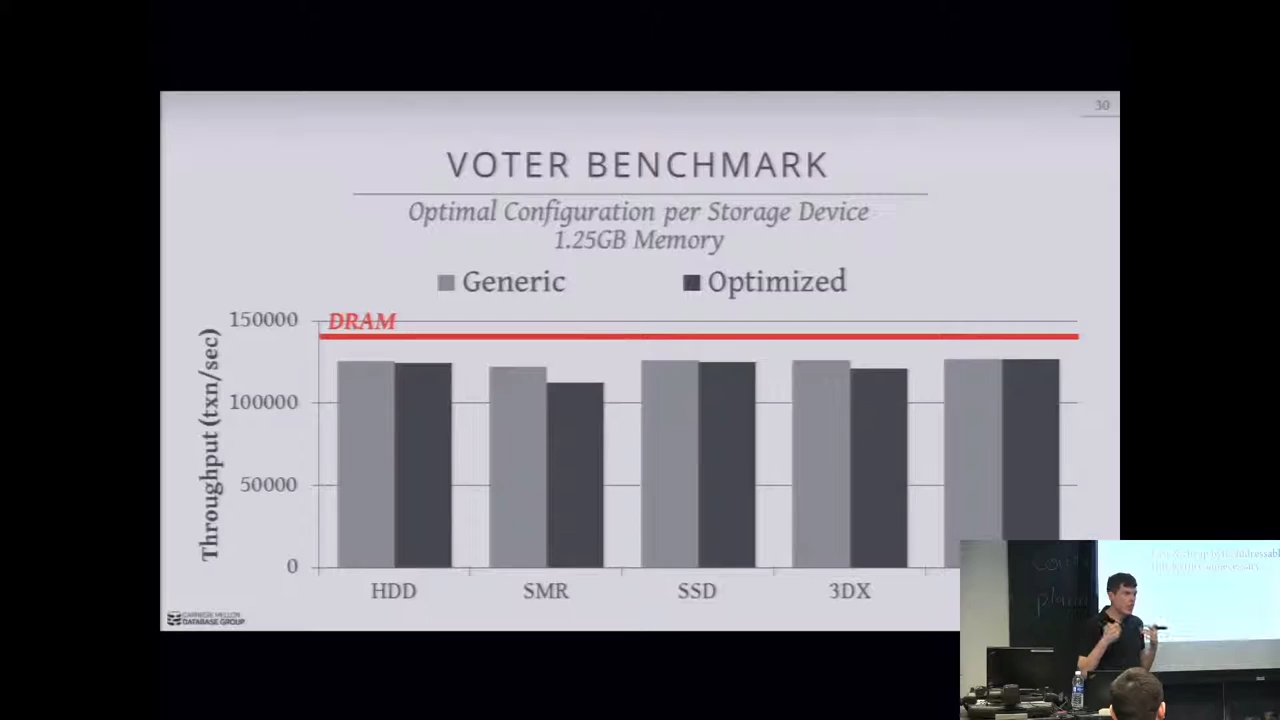 30
VOTER BENCHMARK
Optimal Configuration per Storage Device
1.25GB Memory
Generic
Optimized
Throughput (txn/sec)
150000
100000
50000
0
DRAM
HDD
SMR
SSD
3DX
CARNEGIE MELLON
DATABASE GROUP